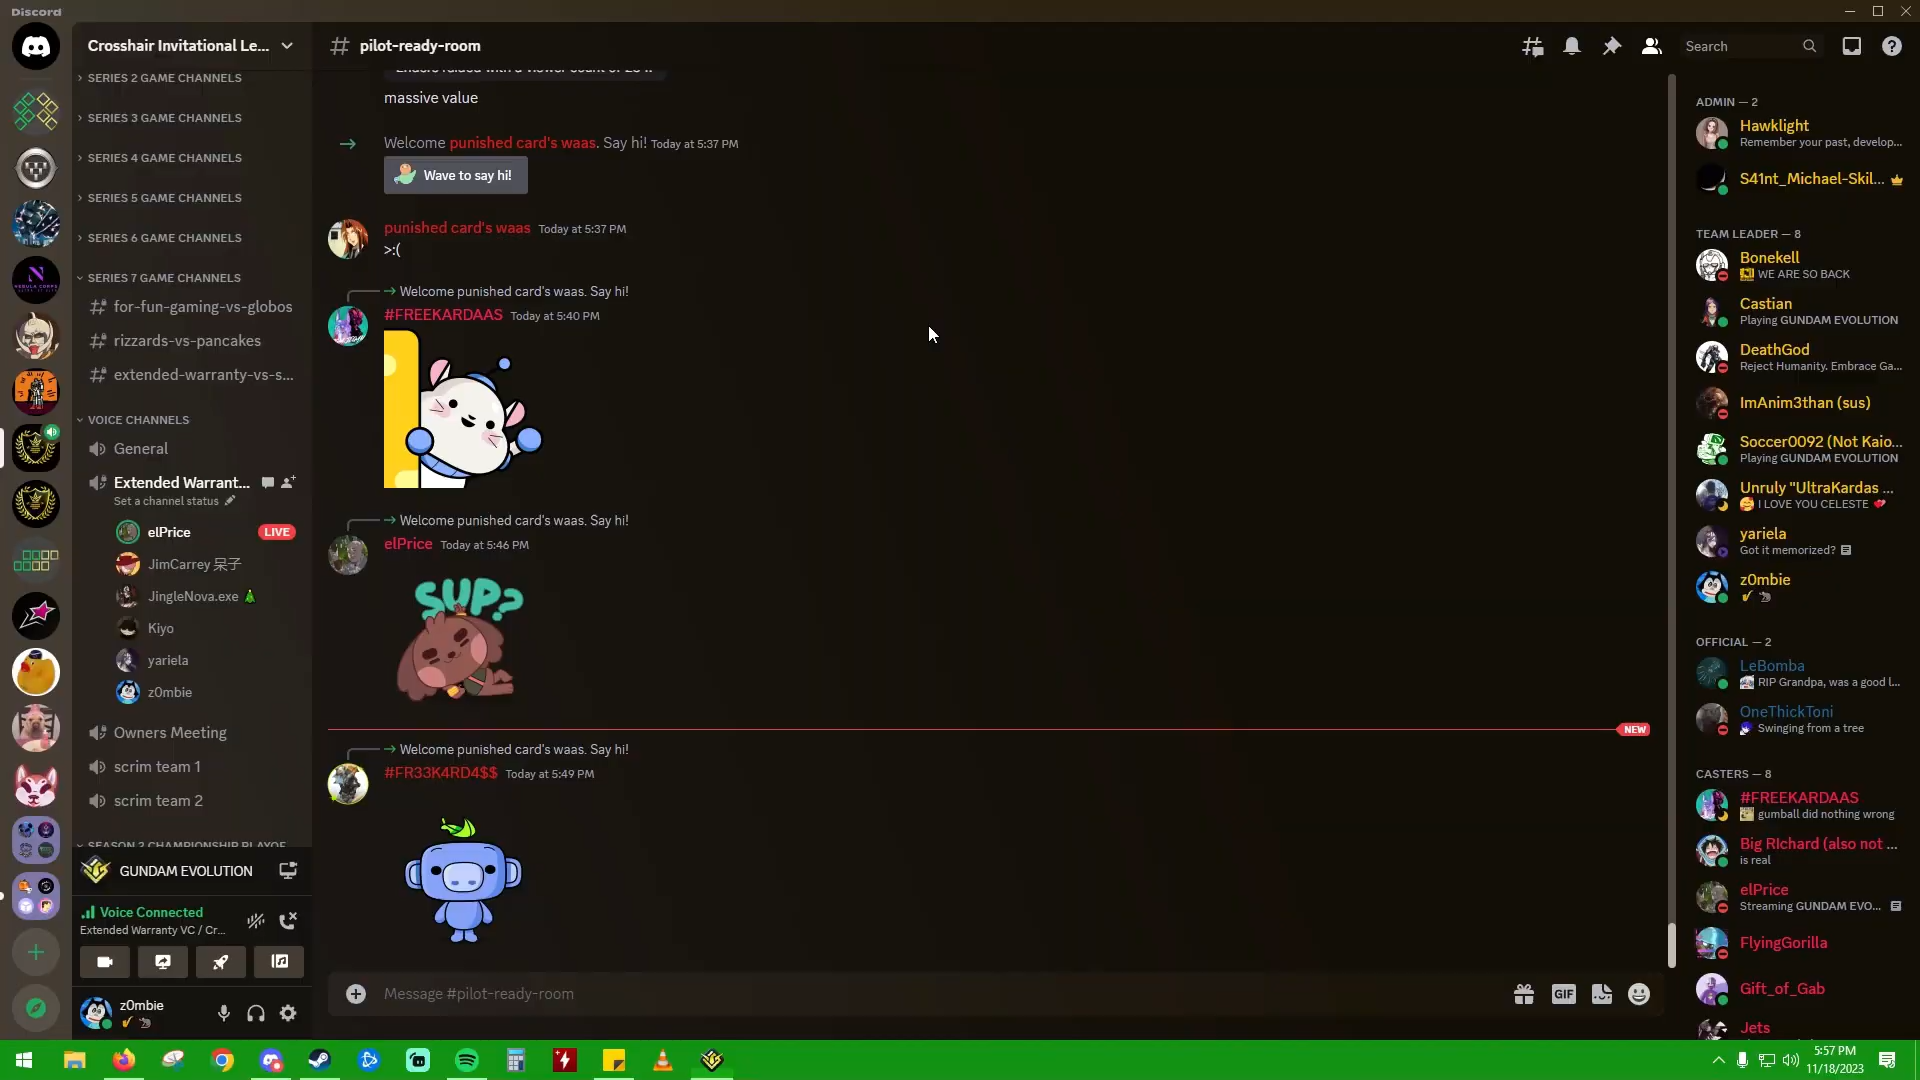 Discord
Crosshair Invitational Le...
SERIES 2 GAME CHANNELS
SERIES 3 GAME CHANNELS
SERIES 4 GAME CHANNELS
SERIES 5 GAME CHANNELS
SERIES 6 GAME CHANNELS
SERIES 7 GAME CHANNELS
for-fun-gaming-vs-globos
rizzards-vs-pancakes
extended-warranty-vs-s...
VOICE CHANNELS
General
Extended Warrant...
Set a channel status
elPrice LIVE
JimCarrey 呆子
JingleNova.exe
Kiyo
yariela
z0mbie
Owners Meeting
scrim team 1
scrim team 2
SEASON 2 CHAMPIONSHIP PLAYOF
GUNDAM EVOLUTION
Voice Connected
Extended Warranty VC / Cr...
z0mbie
# pilot-ready-room
Search
massive value
Welcome punished card's waas. Say hi! Today at 5:37 PM
Wave to say hi!
punished card's waas Today at 5:37 PM
>:(
Welcome punished card's waas. Say hi!
#FREEKARDAAS Today at 5:40 PM
Welcome punished card's waas. Say hi!
elPrice Today at 5:46 PM
SUP?
NEW
Welcome punished card's waas. Say hi!
#FR33K4RD4$$ Today at 5:49 PM
Message #pilot-ready-room
GIF
ADMIN — 2
Hawklight
Remember your past, develop...
S41nt_Michael-Skil...
TEAM LEADER — 8
Bonekell
WE ARE SO BACK
Castian
Playing GUNDAM EVOLUTION
DeathGod
Reject Humanity. Embrace Ga...
ImAnim3than (sus)
Soccer0092 (Not Kaio...
Playing GUNDAM EVOLUTION
Unruly "UltraKardas ...
I LOVE YOU CELESTE
yariela
Got it memorized?
z0mbie
OFFICIAL — 2
LeBomba
RIP Grandpa, was a good l...
OneThickToni
Swinging from a tree
CASTERS — 8
#FREEKARDAAS
gumball did nothing wrong
Big RIchard (also not ...
is real
elPrice
Streaming GUNDAM EVO...
FlyingGorilla
Gift_of_Gab
Jets
5:57 PM
11/18/2023